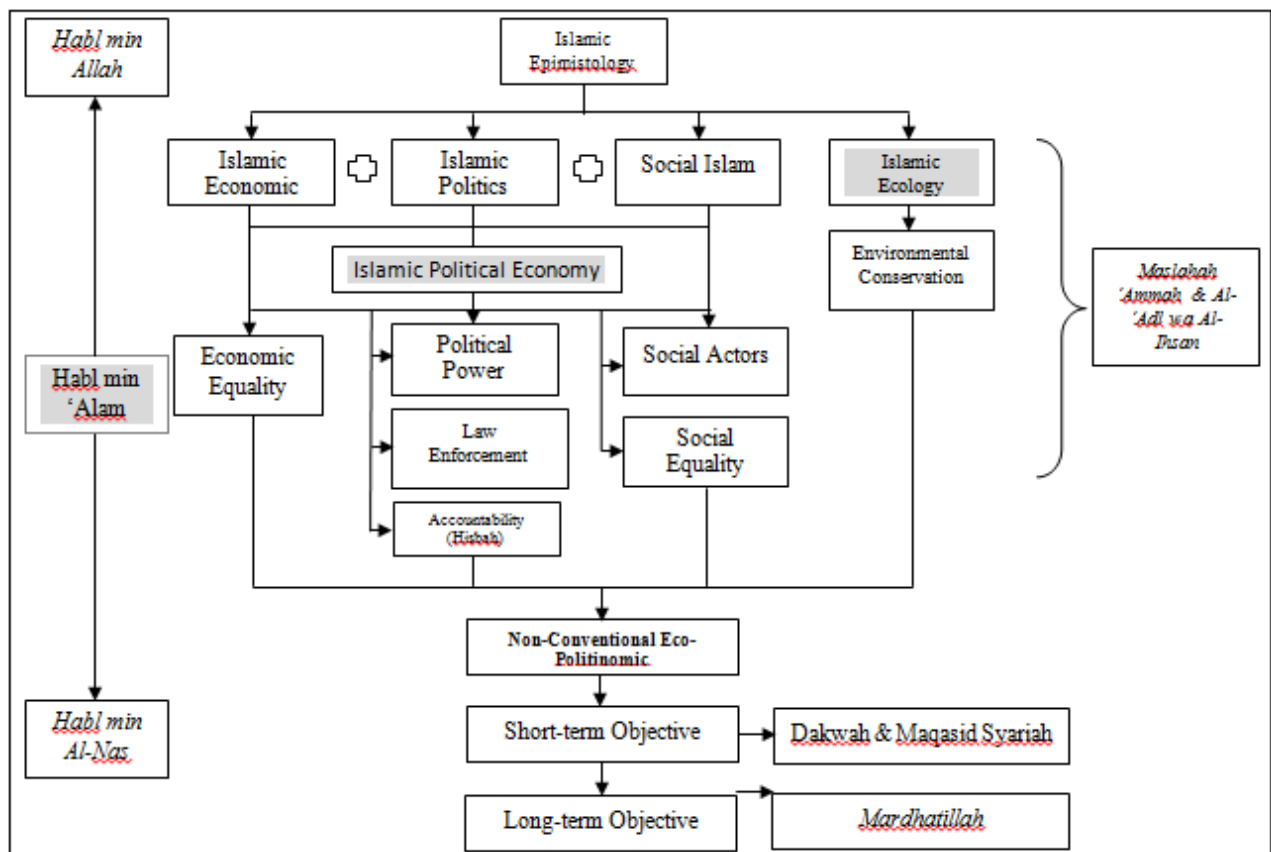 Habl min
Allah
Islamic
Epimistology
Islamic
Economic
Islamic
Politics
Social Islam
Islamic
Ecology
Islamic Political Economy
Environmental
Conservation
Maslahah
‘Ammah & Al-
‘Adl wa Al-
Ihsan
Habl min
‘Alam
Economic
Equality
Political
Power
Social Actors
Law
Enforcement
Social
Equality
Accountability
(Hisbah)
Non-Conventional Eco-
Politinomic
Habl min
Al-Nas
Short-term Objective
Dakwah & Maqasid Syariah
Long-term Objective
Mardhatillah